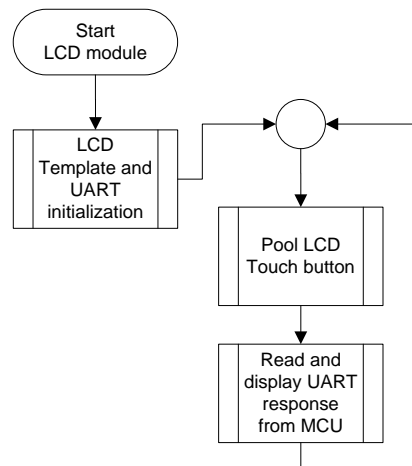 Start
LCD module
LCD
Template and
UART
initialization
Pool LCD
Touch button
Read and
display UART
response
from MCU